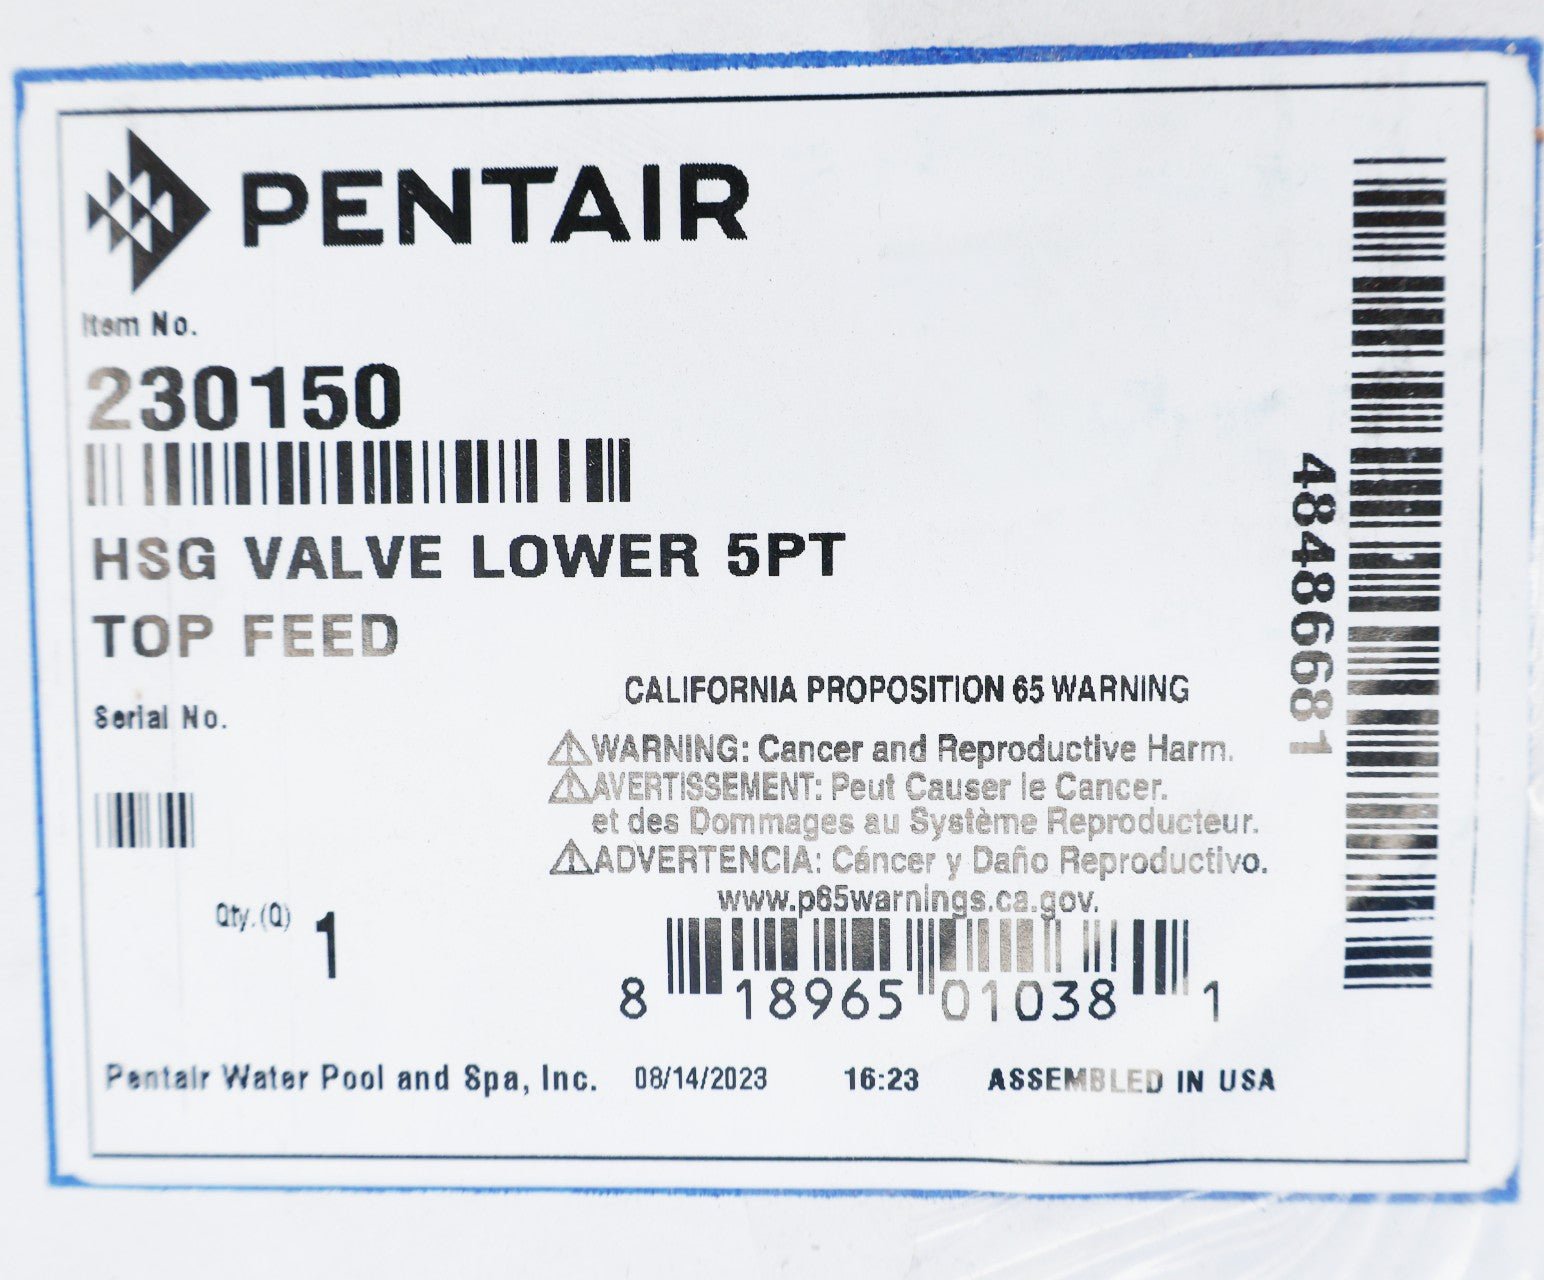 PENTAIR
Item No.
230150
HSG VALVE LOWER 5PT
TOP FEED
Serial No.
Qty.(Q) 1
CALIFORNIA PROPOSITION 65 WARNING
⚠WARNING: Cancer and Reproductive Harm.
⚠AVERTISSEMENT: Peut Causer le Cancer.
et des Dommages au Système Reproducteur.
⚠ADVERTENCIA: Cáncer y Daño Reproductivo.
www.p65warnings.ca.gov.
8 18965 01038 1
48486681
Pentair Water Pool and Spa, Inc. 08/14/2023 16:23 ASSEMBLED IN USA